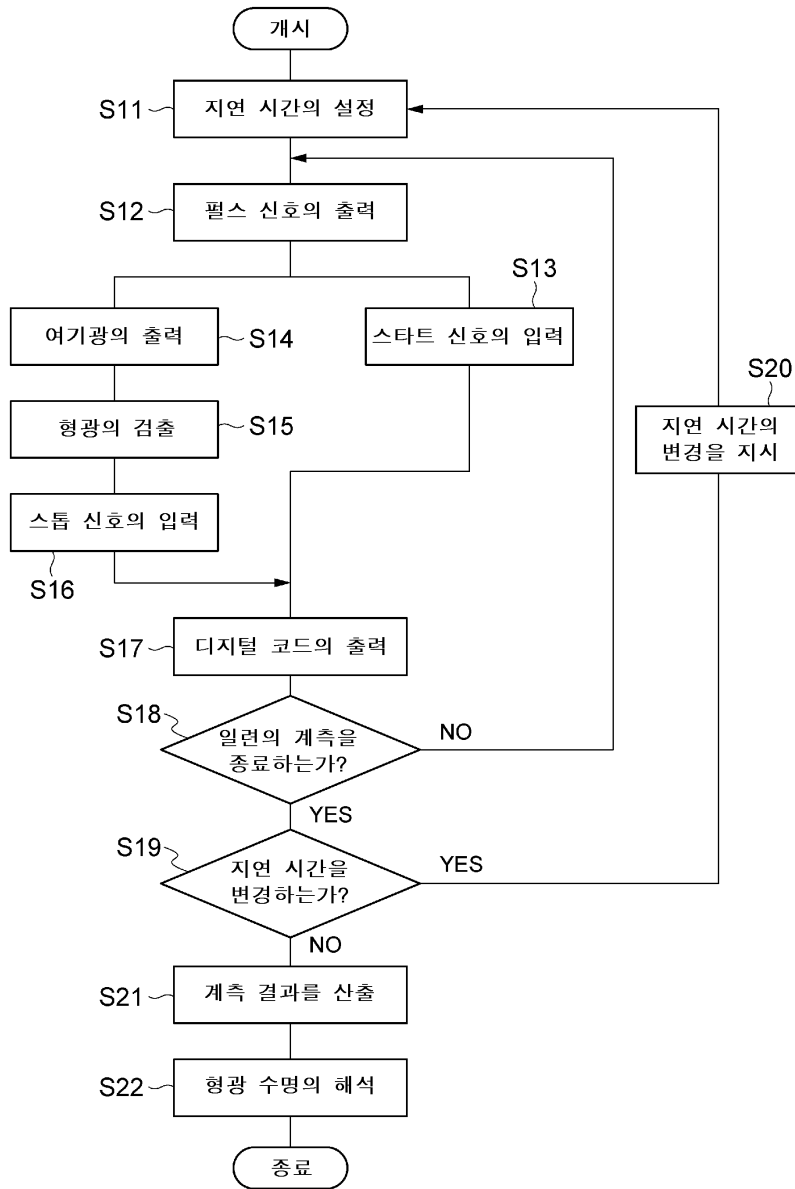 개시
S11
지연 시간의 설정
S12
펄스 신호의 출력
S13
여기광의 출력
S14
스타트 신호의 입력
S20
형광의 검출
S15
지연 시간의
변경을 지시
스톱 신호의 입력
S16
S17
디지털 코드의 출력
S18
일련의 계측을
종료하는가?
NO
YES
S19
지연 시간을
변경하는가?
YES
NO
S21
계측 결과를 산출
S22
형광 수명의 해석
종료